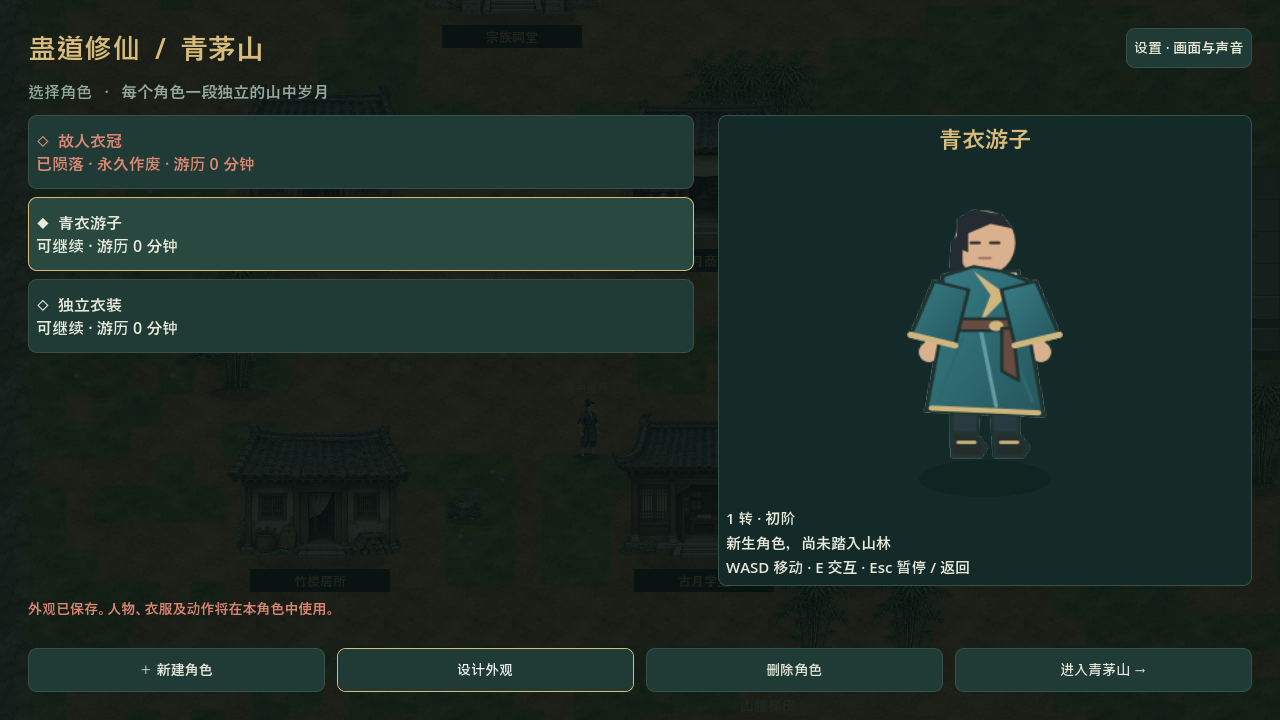 宗族祠堂
蛊道修仙 / 青茅山
设置 · 画面与声音
选择角色 · 每个角色一段独立的山中岁月
◇ 故人衣冠
已陨落 · 永久作废 · 游历 0 分钟
◆ 青衣游子
可继续 · 游历 0 分钟
◇ 独立衣装
可继续 · 游历 0 分钟
青衣游子
1 转 · 初阶
新生角色，尚未踏入山林
WASD 移动 · E 交互 · Esc 暂停 / 返回
竹楼居所
古月学
外观已保存。人物、衣服及动作将在本角色中使用。
＋ 新建角色
设计外观
删除角色
进入青茅山 →